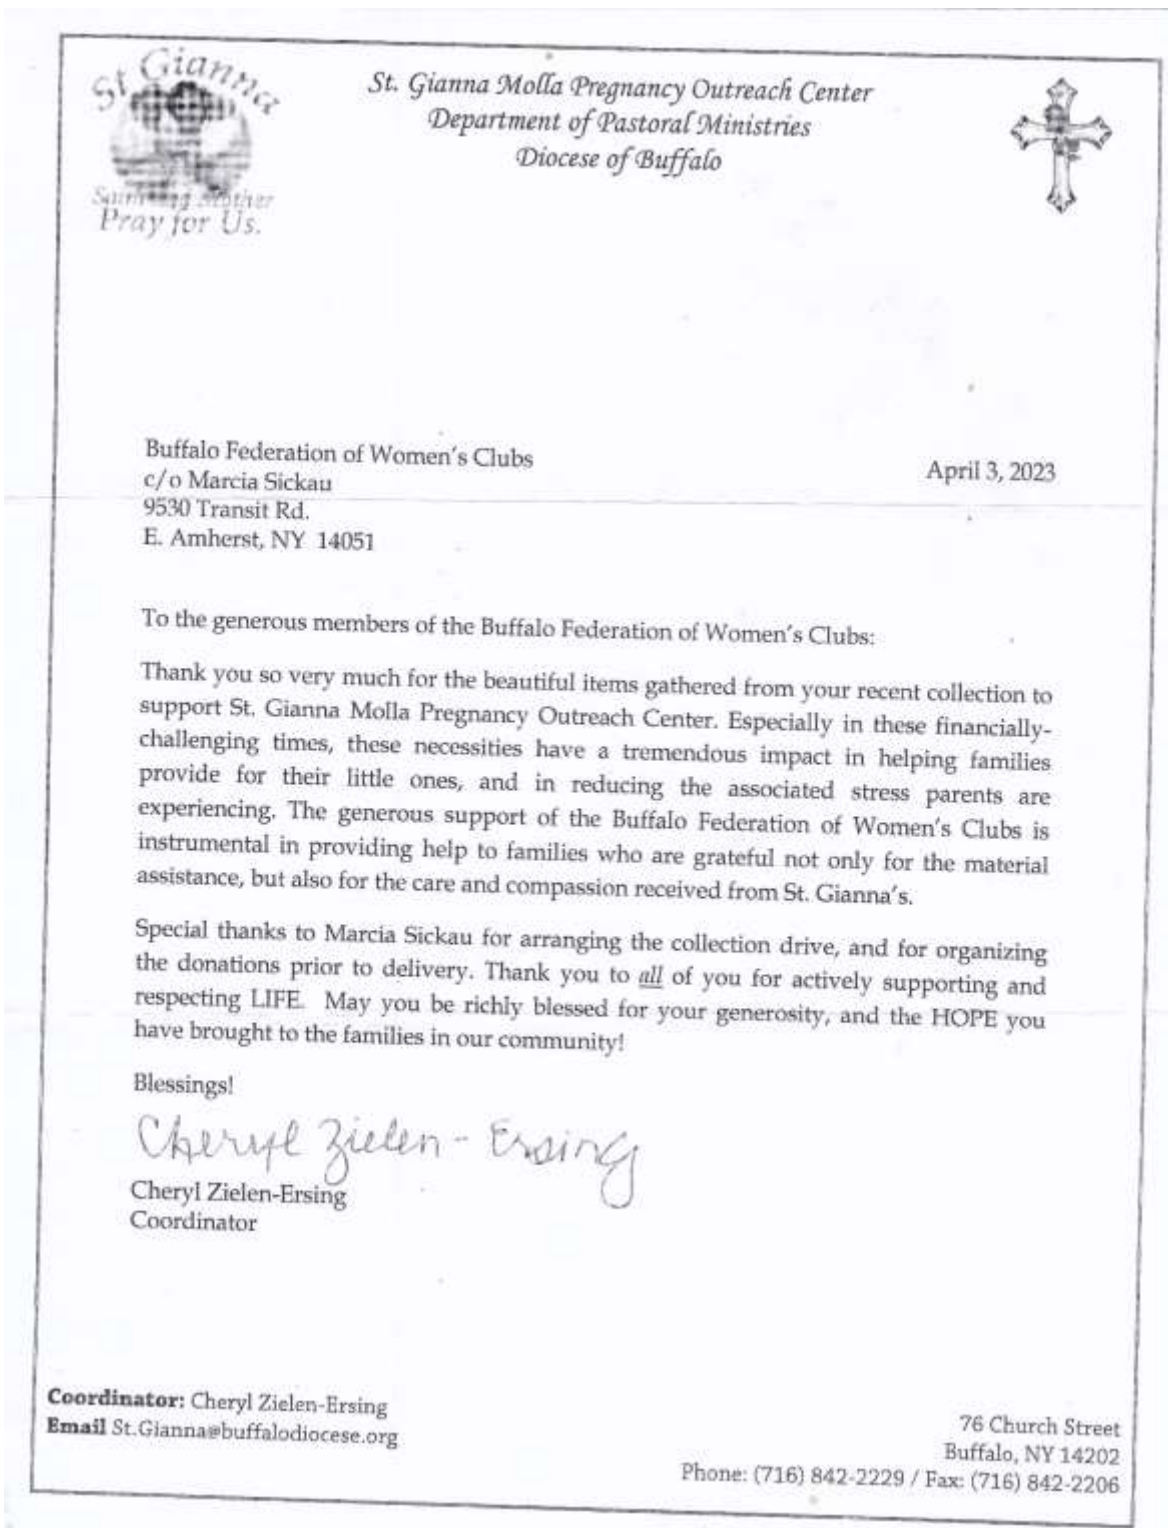 St Gianna
Saint and Mother
Pray for Us.
St. Gianna Molla Pregnancy Outreach Center
Department of Pastoral Ministries
Diocese of Buffalo
Buffalo Federation of Women's Clubs
c/o Marcia Sickau
9530 Transit Rd.
E. Amherst, NY 14051
April 3, 2023
To the generous members of the Buffalo Federation of Women's Clubs:
Thank you so very much for the beautiful items gathered from your recent collection to
support St. Gianna Molla Pregnancy Outreach Center. Especially in these financially-
challenging times, these necessities have a tremendous impact in helping families
provide for their little ones, and in reducing the associated stress parents are
experiencing. The generous support of the Buffalo Federation of Women's Clubs is
instrumental in providing help to families who are grateful not only for the material
assistance, but also for the care and compassion received from St. Gianna's.
Special thanks to Marcia Sickau for arranging the collection drive, and for organizing
the donations prior to delivery. Thank you to all of you for actively supporting and
respecting LIFE. May you be richly blessed for your generosity, and the HOPE you
have brought to the families in our community!
Blessings!
Cheryl Zielen-Ersing
Cheryl Zielen-Ersing
Coordinator
Coordinator: Cheryl Zielen-Ersing
Email St.Gianna@buffalodiocese.org
76 Church Street
Buffalo, NY 14202
Phone: (716) 842-2229 / Fax: (716) 842-2206